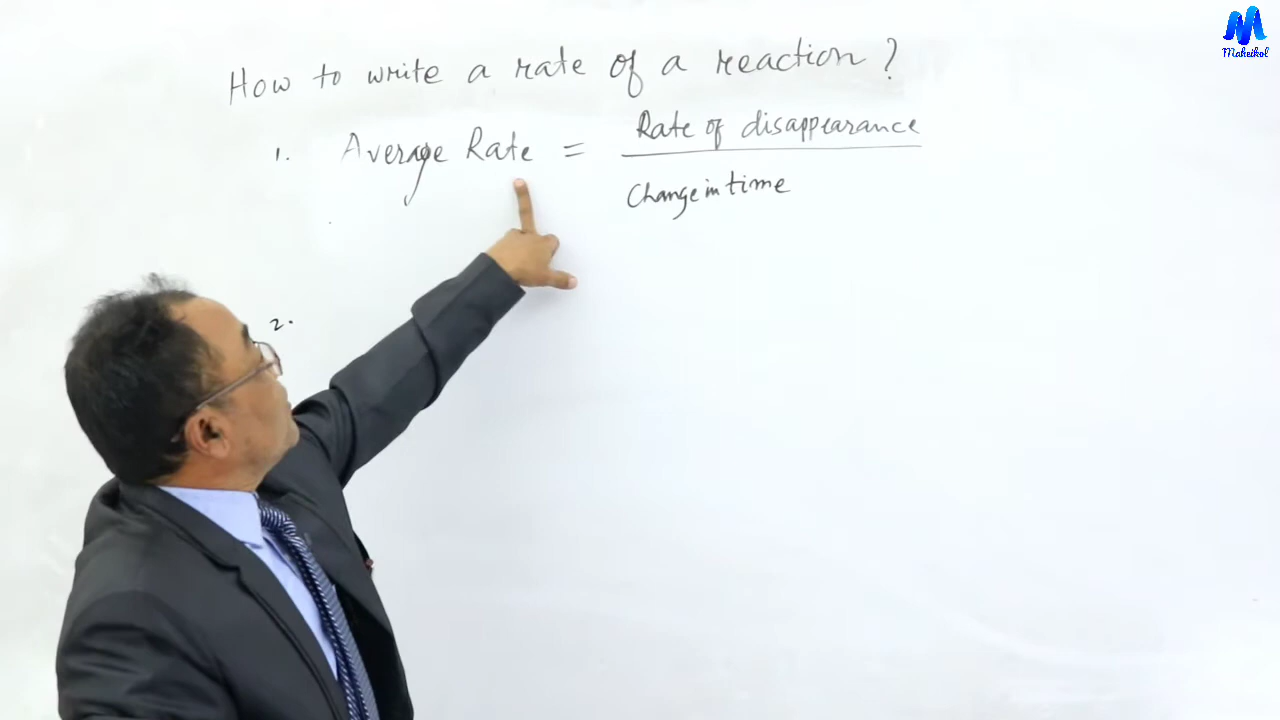 How to write a rate of a reaction ?
1. Average Rate = Rate of disappearance
Change in time
2.
M
Maheikol